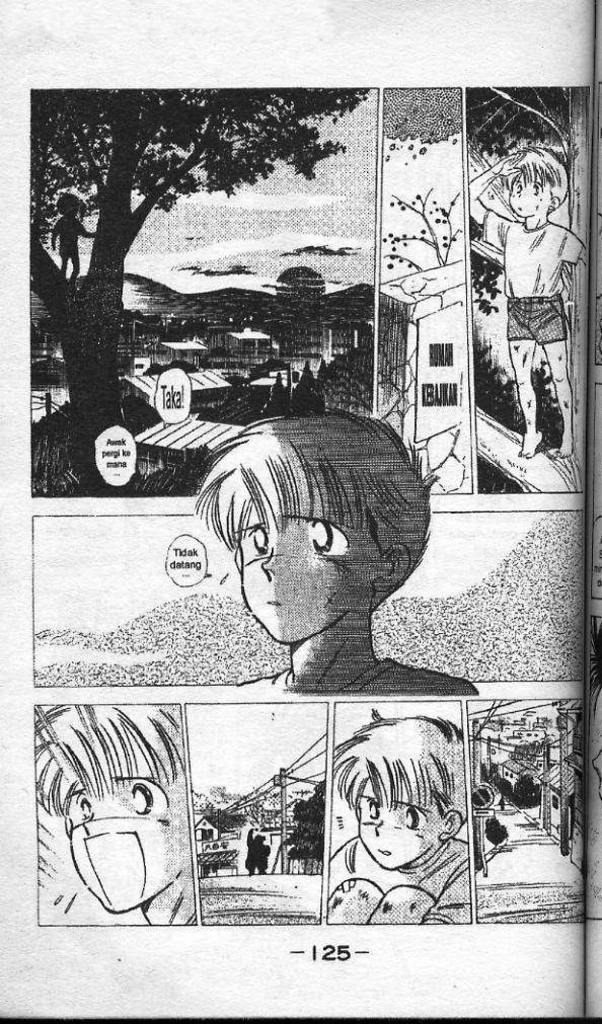 RUMAH
KEBAJIKAN
Taka!
Awak
pergi ke
mana
...
Tidak
datang
...
-125-